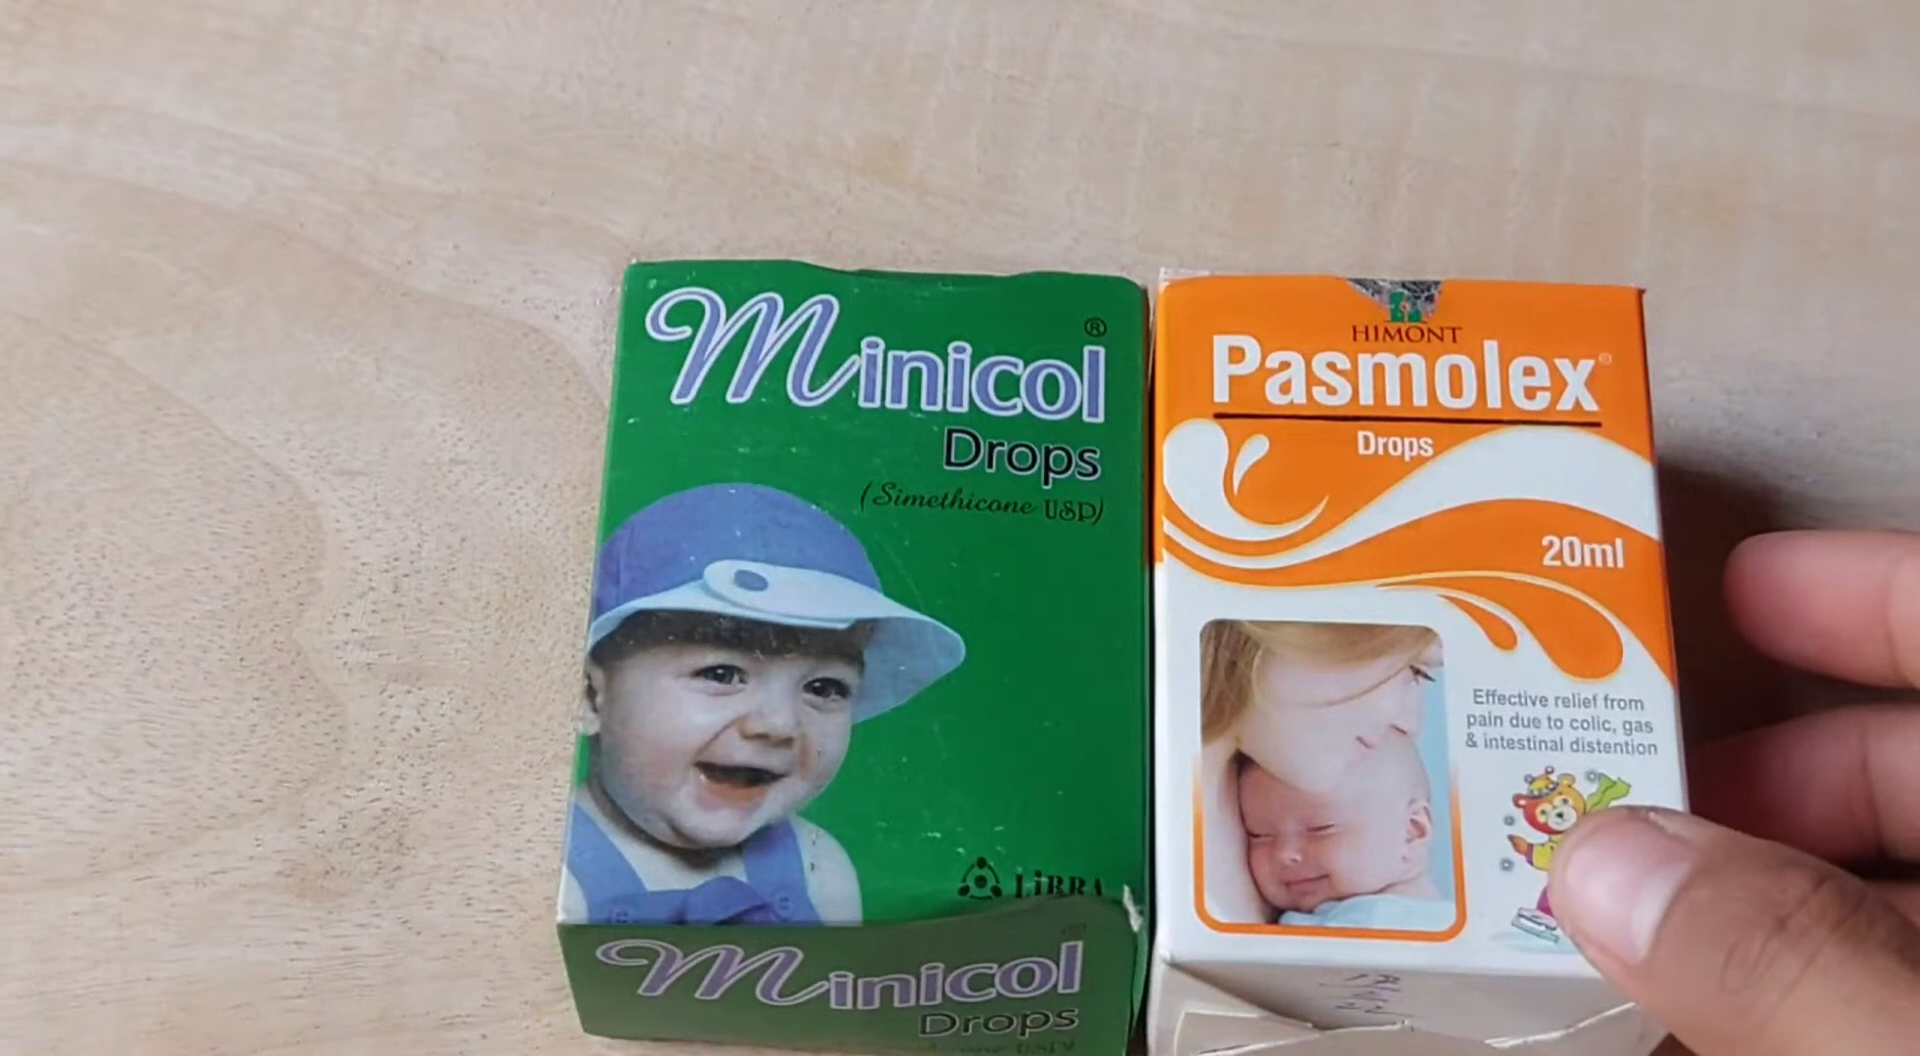 Minicol®
Drops
(Simethicone USP)
LiBRA
Minicol
Drops
HIMONT
Pasmolex
Drops
20ml
Effective relief from
pain due to colic, gas
& intestinal distention